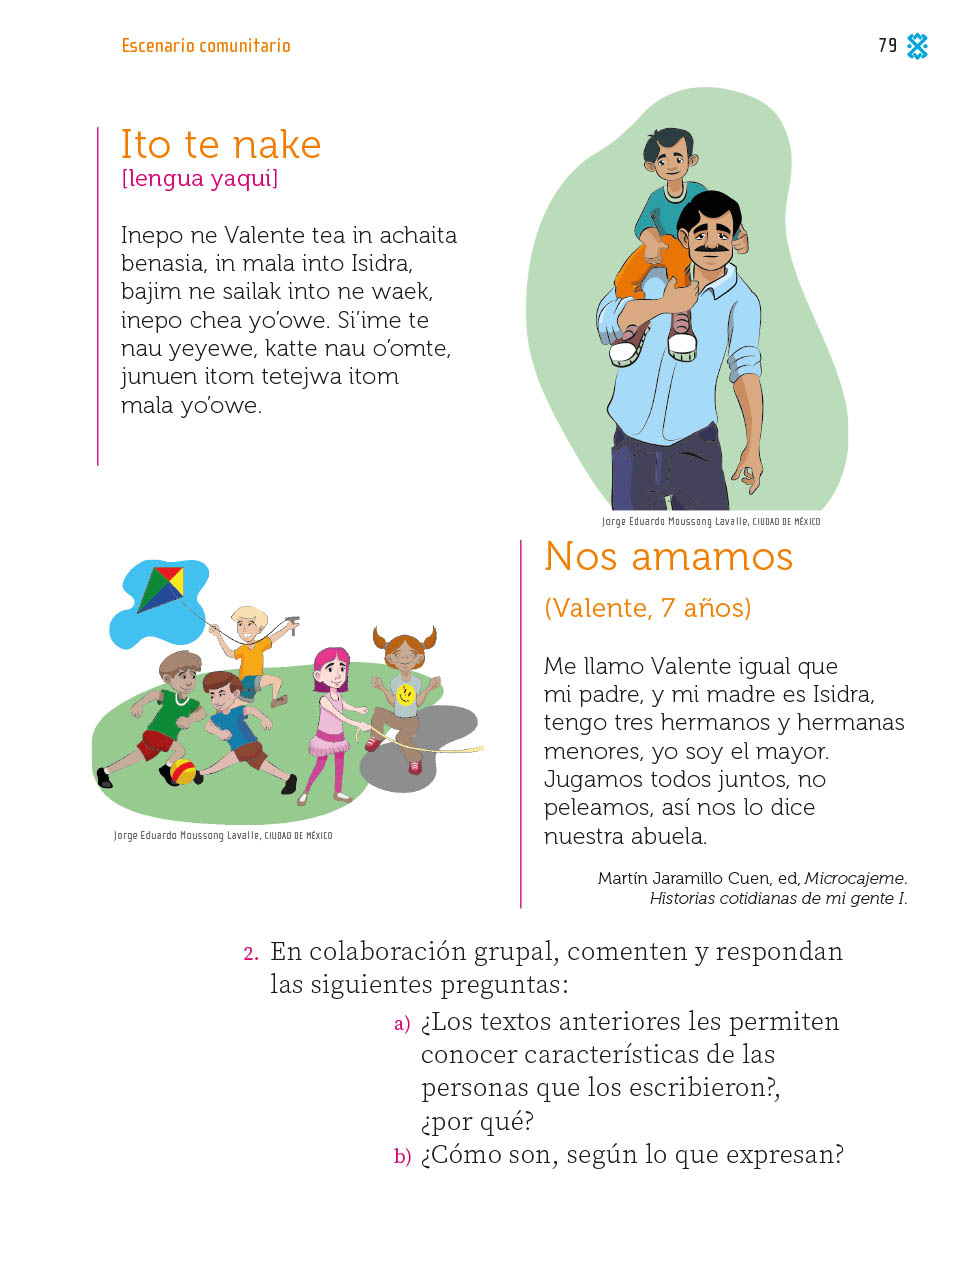 Escenario comunitario
79
Ito te nake
[lengua yaqui]
Inepo ne Valente tea in achaita
benasia, in mala into Isidra,
bajim ne sailak into ne waek,
inepo chea yo’owe. Si’ime te
nau yeyewe, katte nau o’omte,
junuen itom tetejwa itom
mala yo’owe.
Jorge Eduardo Moussong Lavalle, CIUDAD DE MÉXICO
Nos amamos
(Valente, 7 años)
Me llamo Valente igual que
mi padre, y mi madre es Isidra,
tengo tres hermanos y hermanas
menores, yo soy el mayor.
Jugamos todos juntos, no
peleamos, así nos lo dice
nuestra abuela.
Jorge Eduardo Moussong Lavalle, CIUDAD DE MÉXICO
Martín Jaramillo Cuen, ed, Microcajeme.
Historias cotidianas de mi gente I.
2. En colaboración grupal, comenten y respondan
las siguientes preguntas:
a) ¿Los textos anteriores les permiten
conocer características de las
personas que los escribieron?,
¿por qué?
b) ¿Cómo son, según lo que expresan?